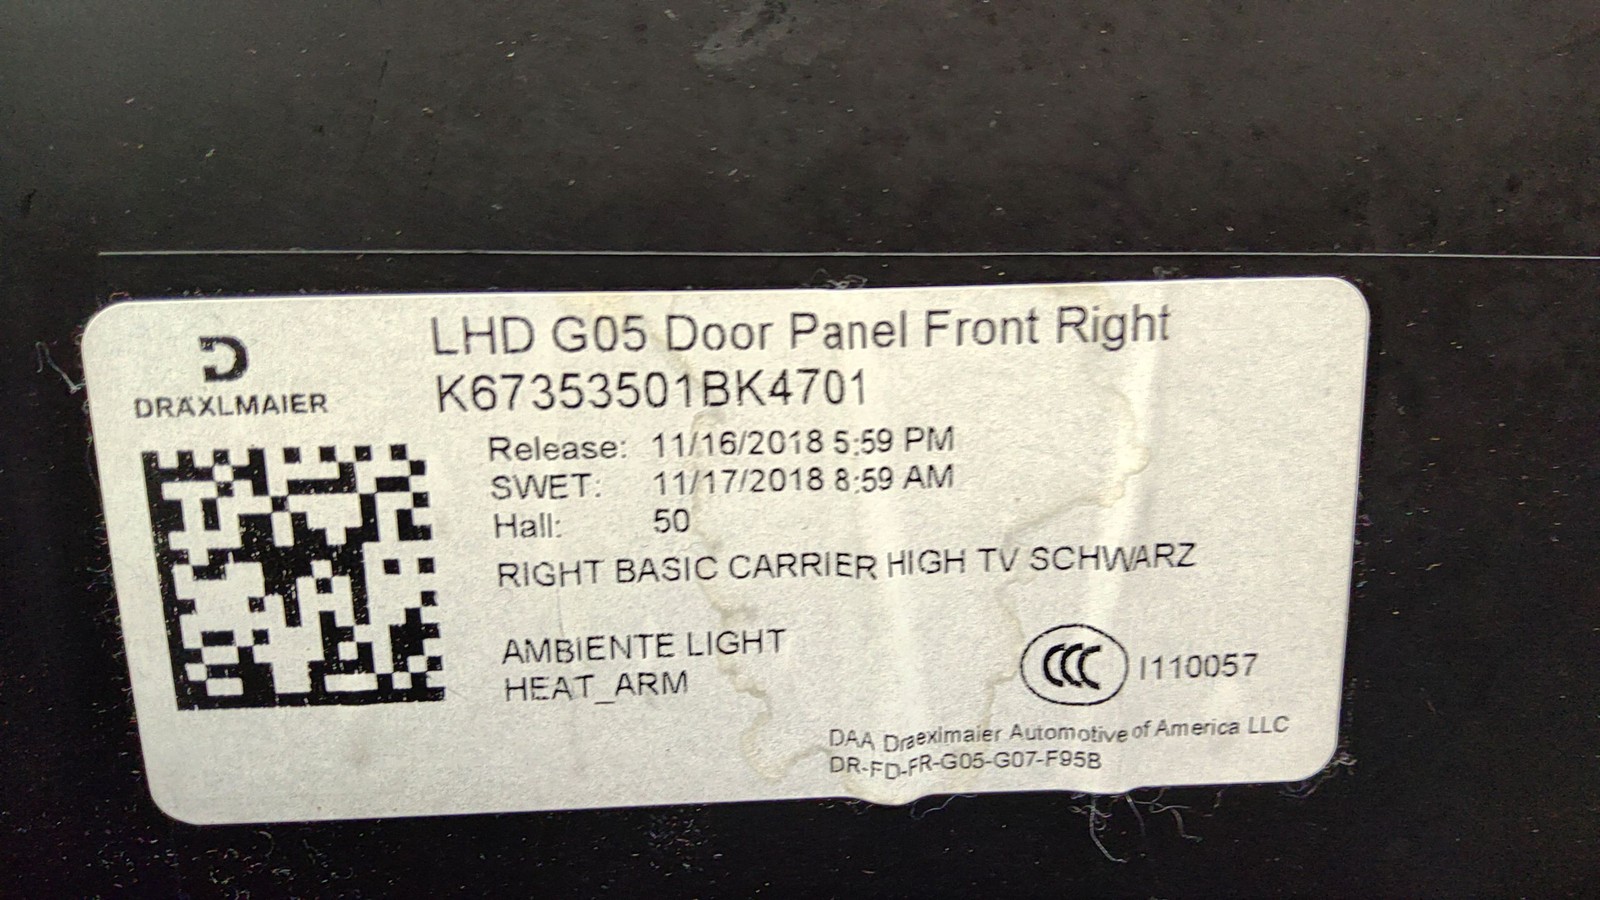 LHD G05 Door Panel Front Right
DRÄXLMAIER
K67353501BK4701
Release: 11/16/2018 5:59 PM
SWET: 11/17/2018 8:59 AM
Hall: 50
RIGHT BASIC CARRIER HIGH TV SCHWARZ
AMBIENTE LIGHT
HEAT_ARM
CCC I110057
DAA Draeximaier Automotive of America LLC
DR-FD-FR-G05-G07-F95B